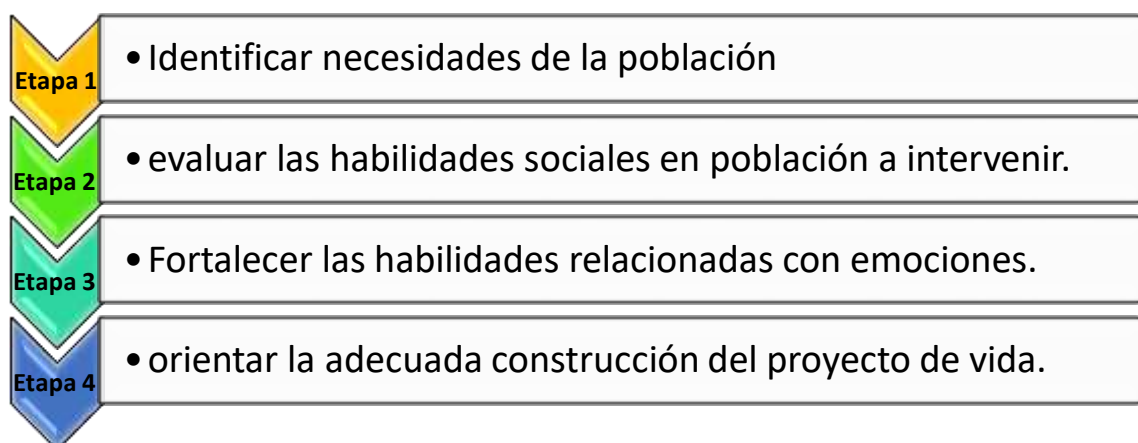 Etapa 1
• Identificar necesidades de la población
Etapa 2
• evaluar las habilidades sociales en población a intervenir.
Etapa 3
• Fortalecer las habilidades relacionadas con emociones.
Etapa 4
• orientar la adecuada construcción del proyecto de vida.